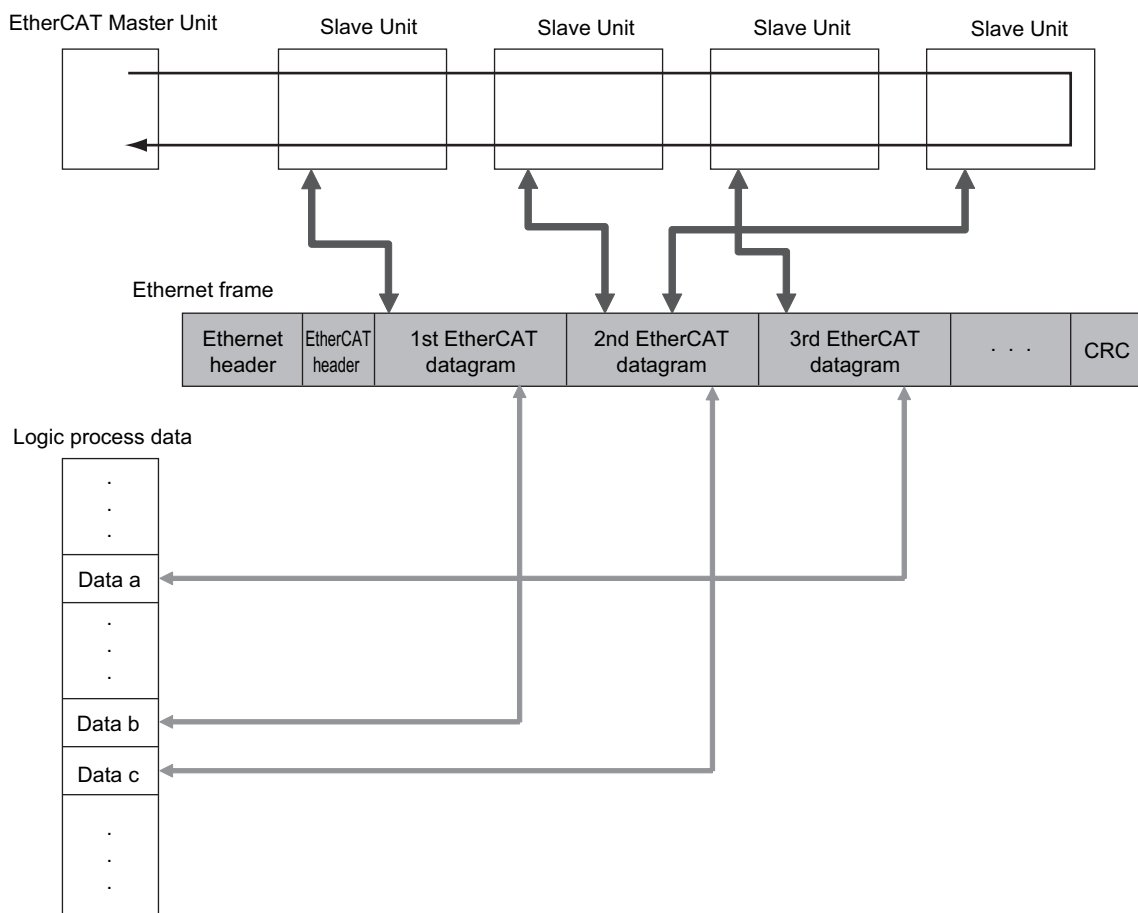 EtherCAT Master Unit
Slave Unit
Slave Unit
Slave Unit
Slave Unit
Ethernet frame
Ethernet
header
EtherCAT
header
1st EtherCAT
datagram
2nd EtherCAT
datagram
3rd EtherCAT
datagram
· · ·
CRC
Logic process data
·
·
·
Data a
·
·
·
Data b
Data c
·
·
·